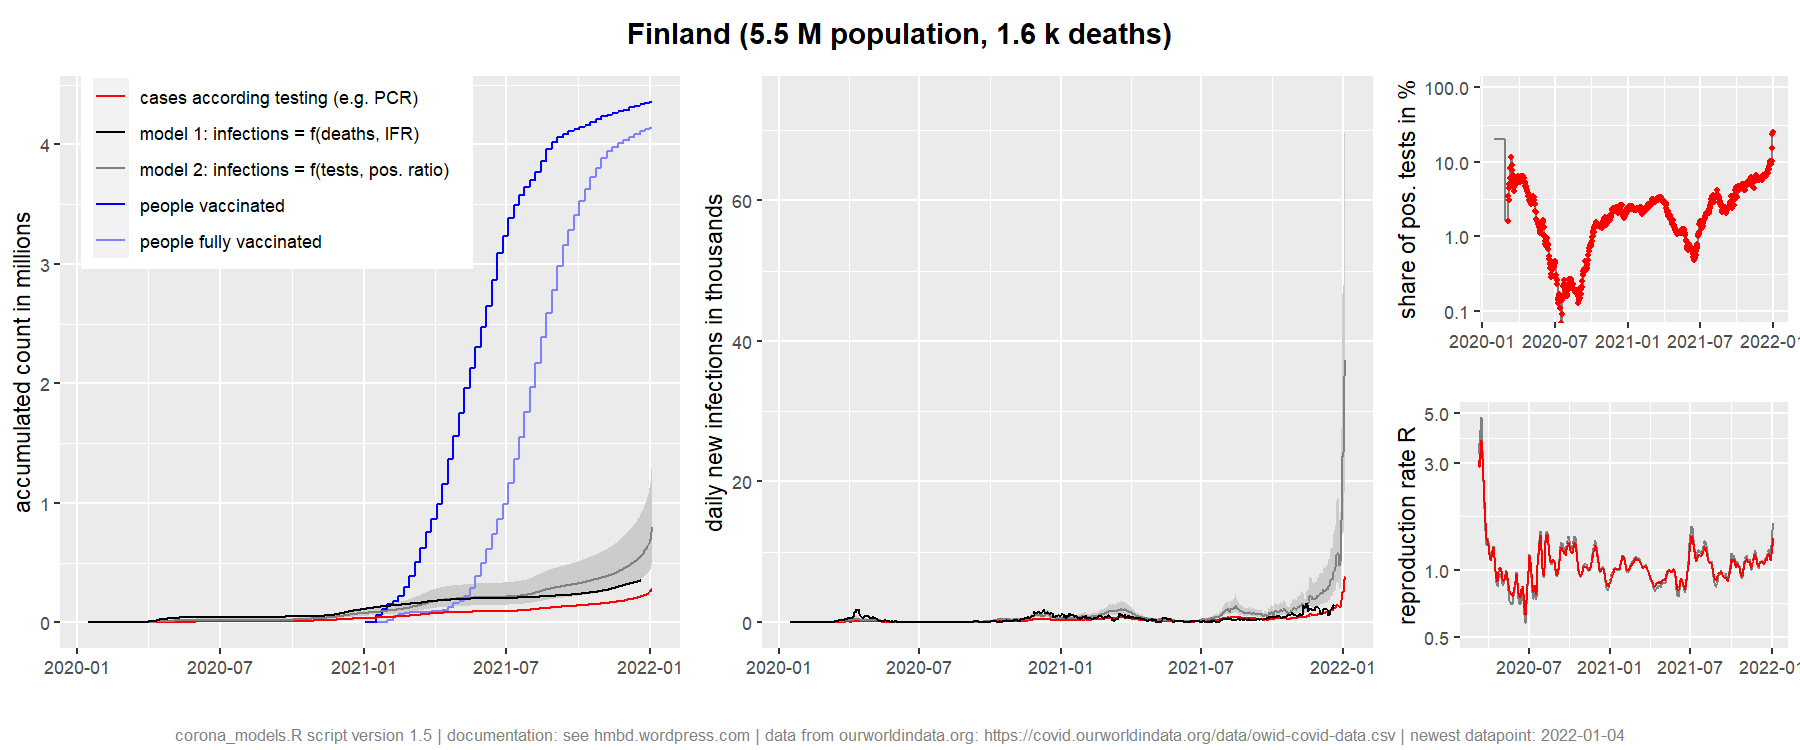 Finland (5.5 M population, 1.6 k deaths)
cases according testing (e.g. PCR)
model 1: infections = f(deaths, IFR)
model 2: infections = f(tests, pos. ratio)
people vaccinated
people fully vaccinated
accumulated count in millions
4
3
2
1
0
2020-01 2020-07 2021-01 2021-07 2022-01
daily new infections in thousands
60
40
20
0
2020-01 2020-07 2021-01 2021-07 2022-01
share of pos. tests in %
100.0
10.0
1.0
0.1
2020-01 2020-07 2021-01 2021-07 2022-01
reproduction rate R
5.0
3.0
1.0
0.5
2020-07 2021-01 2021-07 2022-01
corona_models.R script version 1.5 | documentation: see hmbd.wordpress.com | data from ourworldindata.org: https://covid.ourworldindata.org/data/owid-covid-data.csv | newest datapoint: 2022-01-04